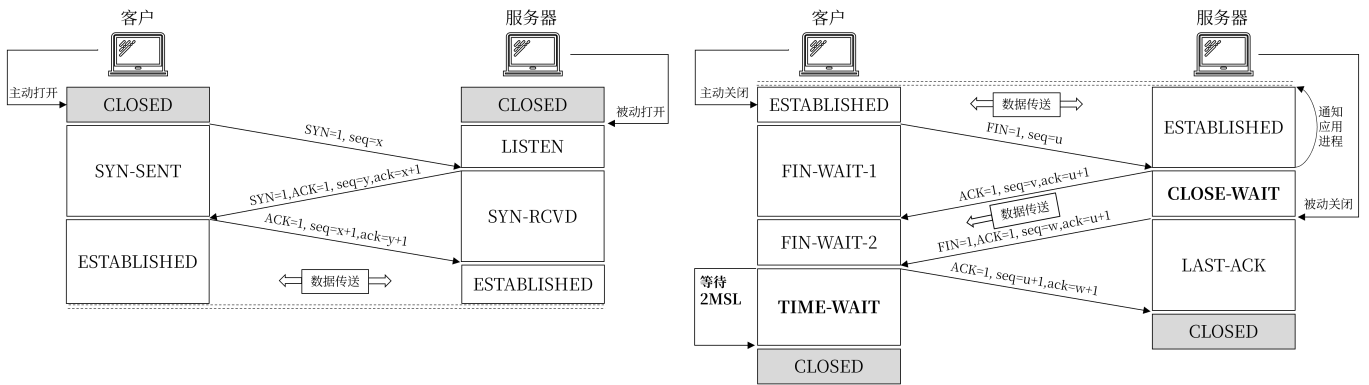 客户
服务器
主动打开
CLOSED
CLOSED
被动打开
SYN=1, seq=x
LISTEN
SYN-SENT
SYN=1,ACK=1, seq=y,ack=x+1
SYN-RCVD
ACK=1, seq=x+1,ack=y+1
ESTABLISHED
数据传送
ESTABLISHED
客户
服务器
主动关闭
ESTABLISHED
数据传送
ESTABLISHED
通知
应用
进程
FIN=1, seq=u
FIN-WAIT-1
ACK=1, seq=v,ack=u+1
CLOSE-WAIT
被动关闭
数据传送
FIN-WAIT-2
FIN=1,ACK=1, seq=w,ack=u+1
LAST-ACK
ACK=1, seq=u+1,ack=w+1
等待
2MSL
TIME-WAIT
CLOSED
CLOSED